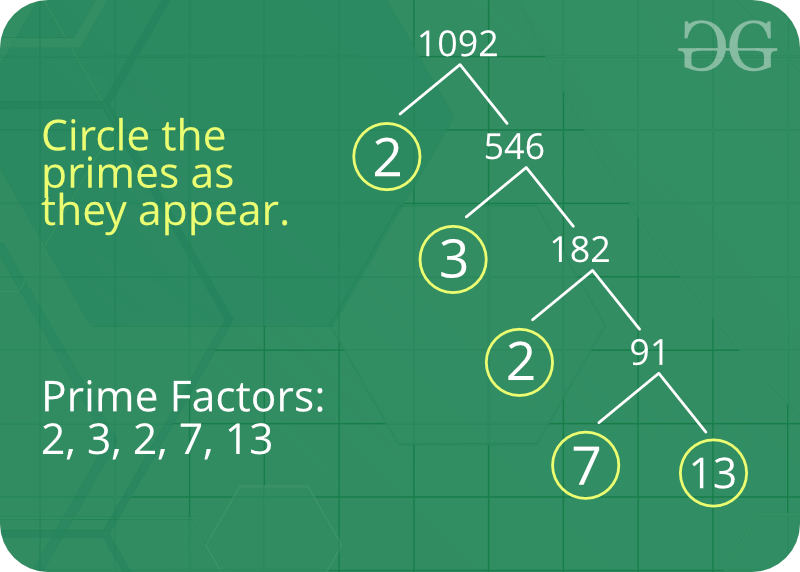 1092
Circle the
primes as
they appear.
2
546
3
182
2
91
Prime Factors:
2, 3, 2, 7, 13
7
13